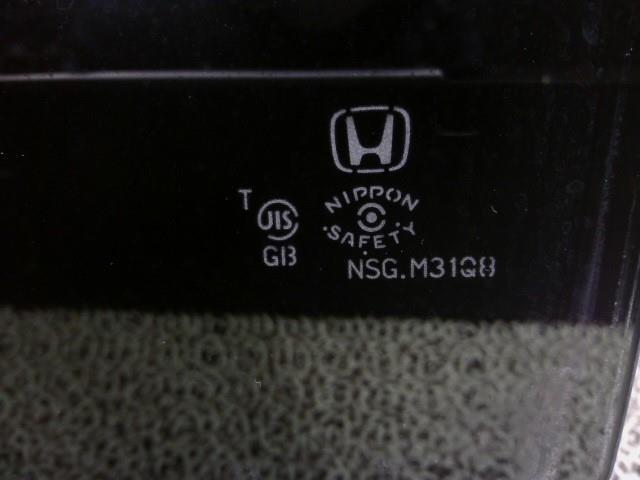 NIPPON
T
JIS
SAFETY
GB
NSG.M31Q8